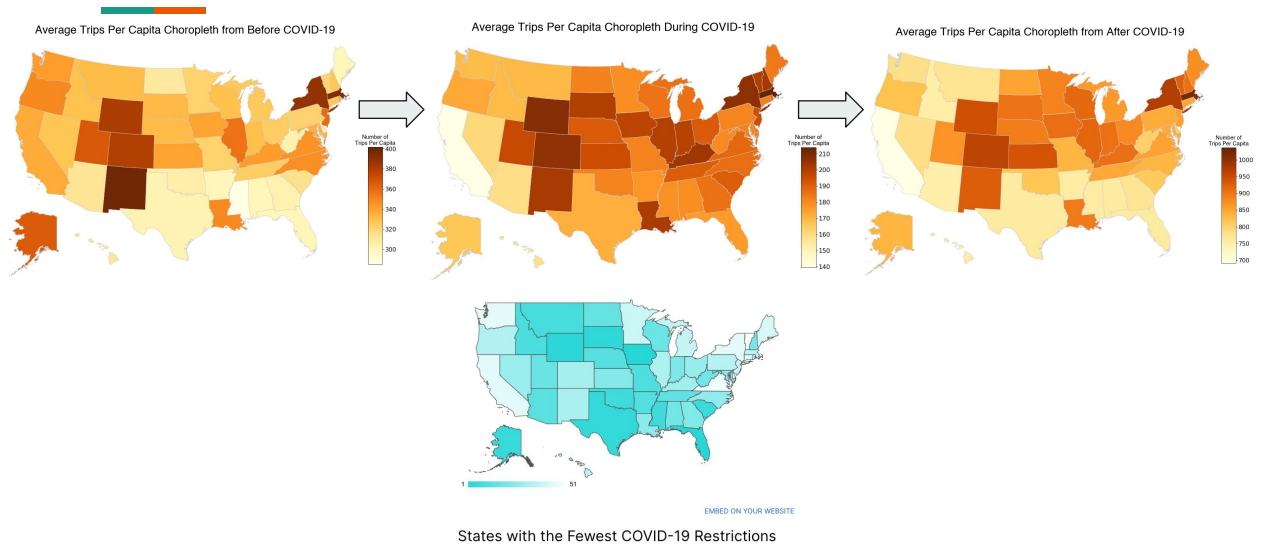 Average Trips Per Capita Choropleth from Before COVID-19
Number of
Trips Per Capita
400
380
360
340
320
300
Average Trips Per Capita Choropleth During COVID-19
Number of
Trips Per Capita
210
200
190
180
170
160
150
140
Average Trips Per Capita Choropleth from After COVID-19
Number of
Trips Per Capita
1000
950
900
850
800
750
700
1
51
EMBED ON YOUR WEBSITE
States with the Fewest COVID-19 Restrictions